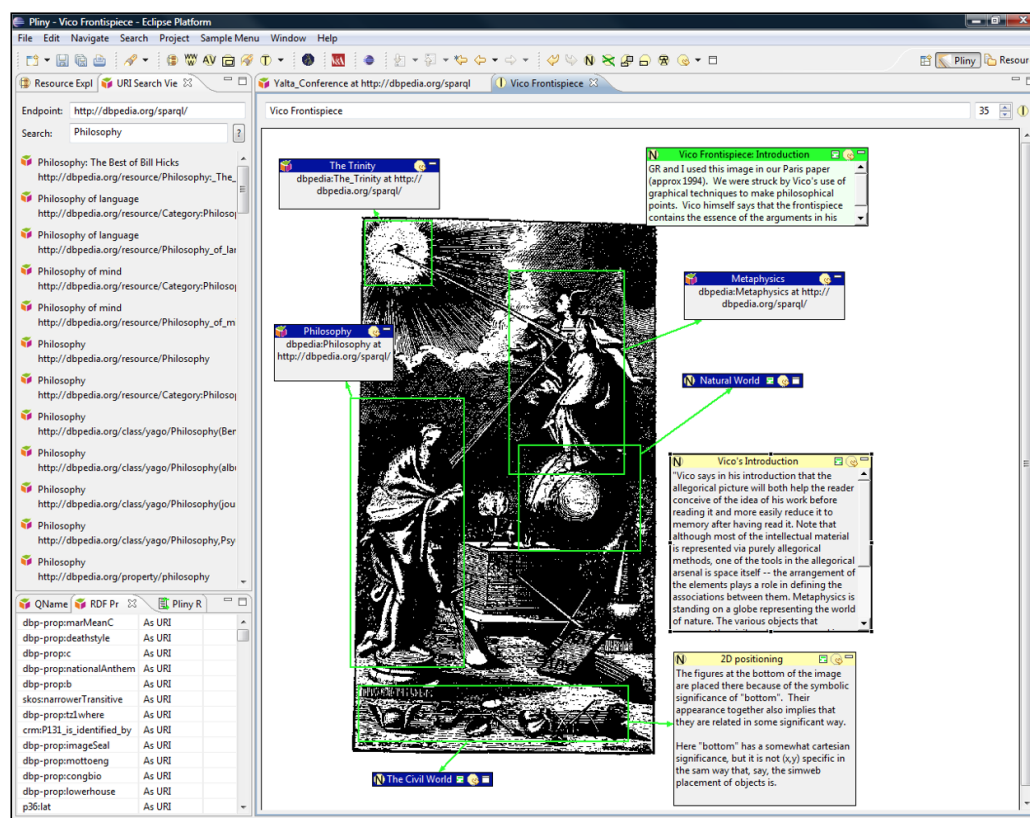 Pliny - Vico Frontispiece - Eclipse Platform
File Edit Navigate Search Project Sample Menu Window Help
Pliny Resour
Resource Expl URI Search Vie
Endpoint: http://dbpedia.org/sparql/
Search: Philosophy ?
Philosophy: The Best of Bill Hicks
http://dbpedia.org/resource/Philosophy:_The_
Philosophy of language
http://dbpedia.org/resource/Category:Philosop
Philosophy of language
http://dbpedia.org/resource/Philosophy_of_lar
Philosophy of mind
http://dbpedia.org/resource/Category:Philosop
Philosophy of mind
http://dbpedia.org/resource/Philosophy_of_m
Philosophy
http://dbpedia.org/resource/Philosophy
Philosophy
http://dbpedia.org/resource/Category:Philosop
Philosophy
http://dbpedia.org/class/yago/Philosophy(Ber
Philosophy
http://dbpedia.org/class/yago/Philosophy(albu
Philosophy
http://dbpedia.org/class/yago/Philosophy(jou
Philosophy
http://dbpedia.org/class/yago/Philosophy,Psy
Philosophy
http://dbpedia.org/property/philosophy
QName RDF Pr Pliny R
dbp-prop:marMeanC As URI
dbp-prop:deathstyle As URI
dbp-prop:c As URI
dbp-prop:nationalAnthem As URI
dbp-prop:b As URI
skos:narrowerTransitive As URI
dbp-prop:tz1where As URI
crm:P131_is_identified_by As URI
dbp-prop:imageSeal As URI
dbp-prop:mottoeng As URI
dbp-prop:congbio As URI
dbp-prop:lowerhouse As URI
p36:lat As URI
Yalta_Conference at http://dbpedia.org/sparql Vico Frontispiece
Vico Frontispiece 35
The Trinity
dbpedia:The_Trinity at http://
dbpedia.org/sparql/
N Vico Frontispiece: Introduction
GR and I used this image in our Paris paper
(approx 1994). We were struck by Vico's use of
graphical techniques to make philosophical
points. Vico himself says that the frontispiece
contains the essence of the arguments in his
Metaphysics
dbpedia:Metaphysics at http://
dbpedia.org/sparql/
Philosophy
dbpedia:Philosophy at
http://dbpedia.org/sparql/
N Natural World
N Vico's Introduction
"Vico says in his introduction that the
allegorical picture will both help the reader
conceive of the idea of his work before
reading it and more easily reduce it to
memory after having read it. Note that
although most of the intellectual material
is represented via purely allegorical
methods, one of the tools in the allegorical
arsenal is space itself -- the arrangement of
the elements plays a role in defining the
associations between them. Metaphysics is
standing on a globe representing the world
of nature. The various objects that
N 2D positioning
The figures at the bottom of the image
are placed there because of the symbolic
significance of "bottom". Their
appearance together also implies that
they are related in some significant way.
Here "bottom" has a somewhat cartesian
significance, but it is not (x,y) specific in
the sam way that, say, the simweb
placement of objects is.
N The Civil World